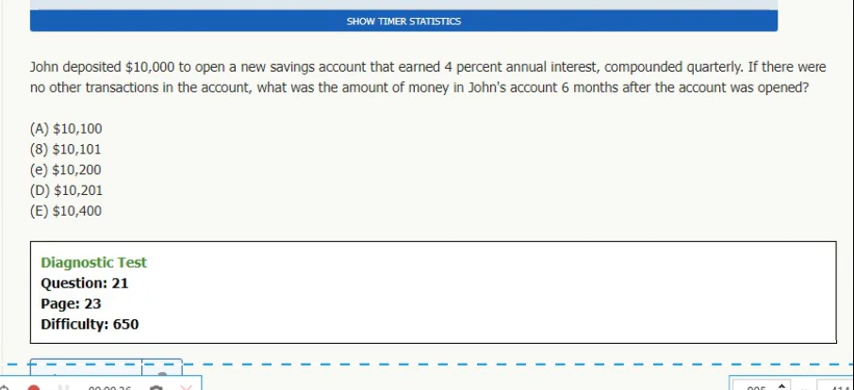 SHOW TIMER STATISTICS
John deposited $10,000 to open a new savings account that earned 4 percent annual interest, compounded quarterly. If there were
no other transactions in the account, what was the amount of money in John's account 6 months after the account was opened?
(A) $10,100
(8) $10,101
(e) $10,200
(D) $10,201
(E) $10,400
Diagnostic Test
Question: 21
Page: 23
Difficulty: 650